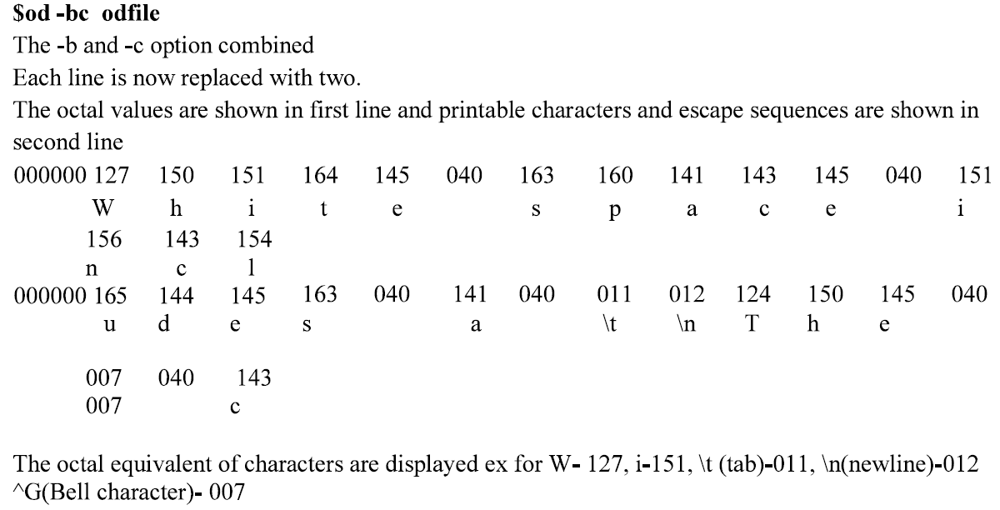 $od -bc odfile
The -b and -c option combined
Each line is now replaced with two.
The octal values are shown in first line and printable characters and escape sequences are shown in
second line
000000 127 150 151 164 145 040 163 160 141 143 145 040 151
W h i t e s p a c e i
156 143 154
n c l
000000 165 144 145 163 040 141 040 011 012 124 150 145 040
u d e s a \t \n T h e
007 040 143
007 c
The octal equivalent of characters are displayed ex for W- 127, i-151, \t (tab)-011, \n(newline)-012
^G(Bell character)- 007